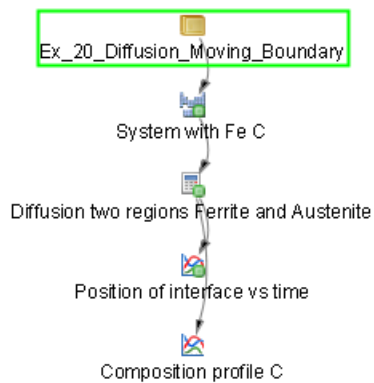 Ex_20_Diffusion_Moving_Boundary
System with Fe C
Diffusion two regions Ferrite and Austenite
Position of interface vs time
Composition profile C